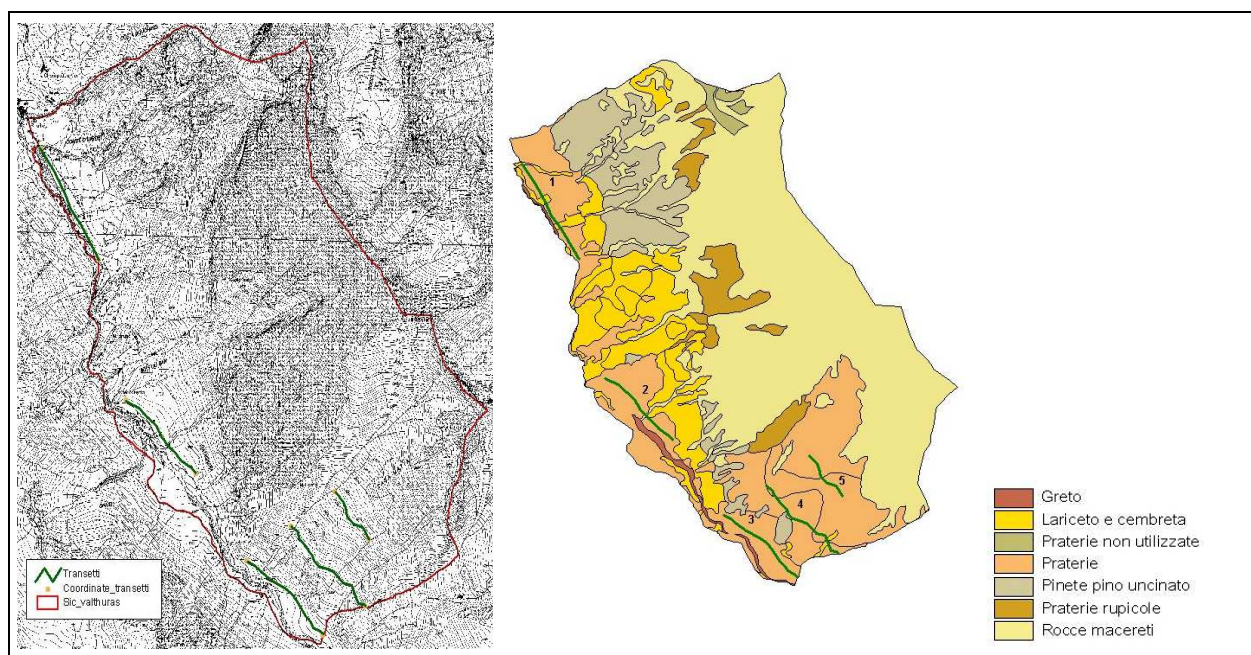 Transetti
Coordinate_transetti
Sic_valthuras
1
2
3
4
5
Greto
Lariceto e cembreta
Praterie non utilizzate
Praterie
Pinete pino uncinato
Praterie rupicole
Rocce macereti